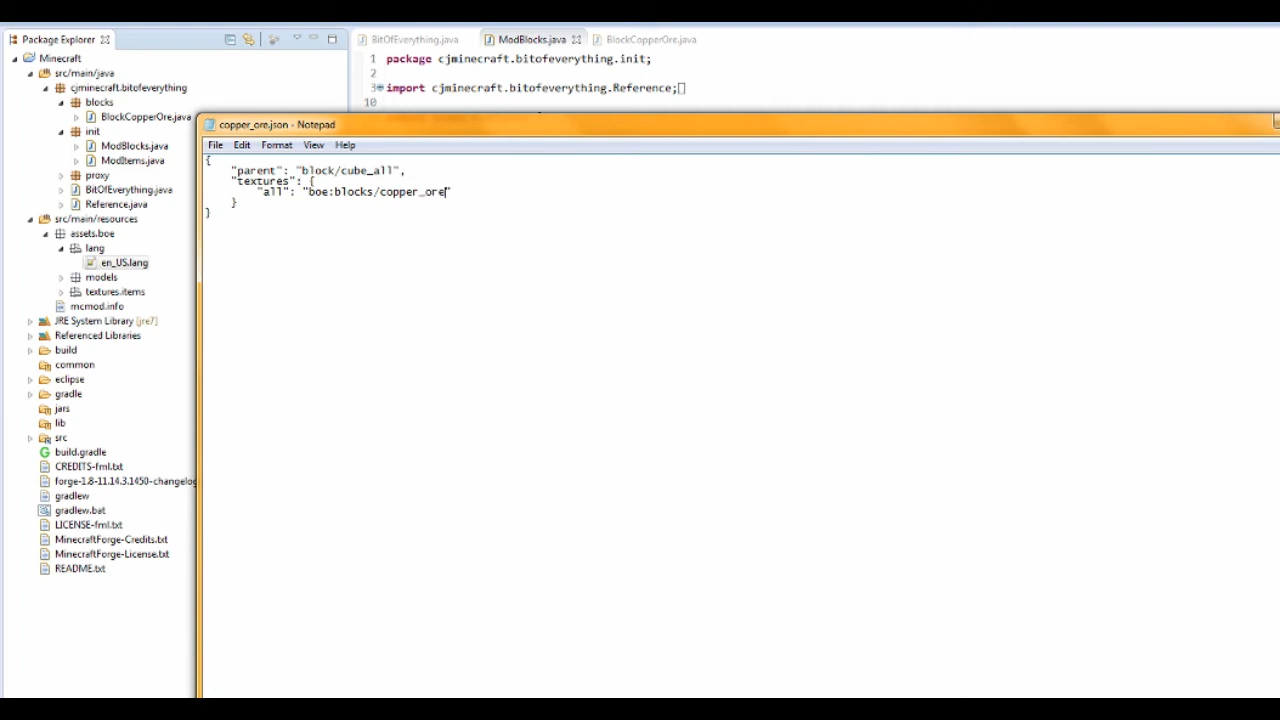 Package Explorer
BitOfEverything.java
ModBlocks.java
BlockCopperOre.java
Minecraft
src/main/java
cjminecraft.bitofeverything
blocks
BlockCopperOre.java
init
ModBlocks.java
ModItems.java
proxy
BitOfEverything.java
Reference.java
src/main/resources
assets.boe
lang
en_US.lang
models
textures.items
mcmod.info
JRE System Library [jre7]
Referenced Libraries
build
common
eclipse
gradle
jars
lib
src
build.gradle
CREDITS-fml.txt
forge-1.8-11.14.3.1450-changelog
gradlew
gradlew.bat
LICENSE-fml.txt
MinecraftForge-Credits.txt
MinecraftForge-License.txt
README.txt
1 package cjminecraft.bitofeverything.init;
2
3 import cjminecraft.bitofeverything.Reference;
10
copper_ore.json - Notepad
File Edit Format View Help
{
"parent": "block/cube_all",
"textures": {
"all": "boe:blocks/copper_ore"
}
}